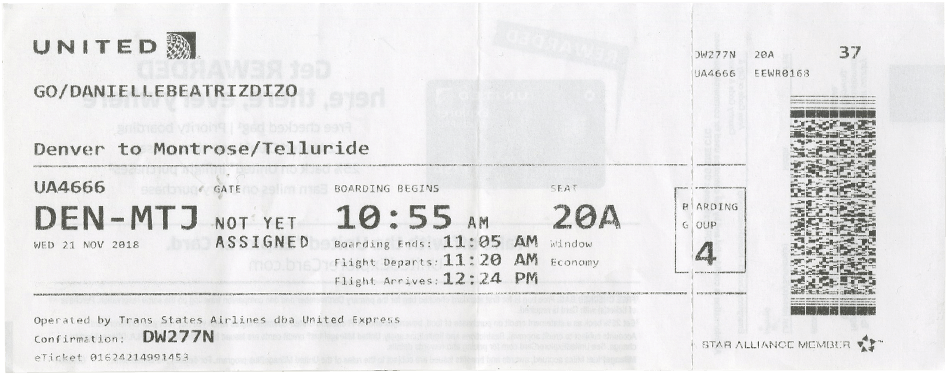 UNITED
GO/DANIELLEBEATRIZDIZO
Denver to Montrose/Telluride
UA4666
DEN-MTJ
WED 21 NOV 2018
GATE
NOT YET
ASSIGNED
BOARDING BEGINS
10:55 AM
Boarding Ends: 11:05 AM
Flight Departs: 11:20 AM
Flight Arrives: 12:24 PM
SEAT
20A
Window
Economy
B ARDING
G OUP
4
Operated by Trans States Airlines dba United Express
Confirmation: DW277N
eTicket 01624214991453
DW277N 20A 37
UA4666 EEWR0168
STAR ALLIANCE MEMBER
Get REWARDED
here, there, everywhere
Free checked bag | Priority boarding
REWARDED